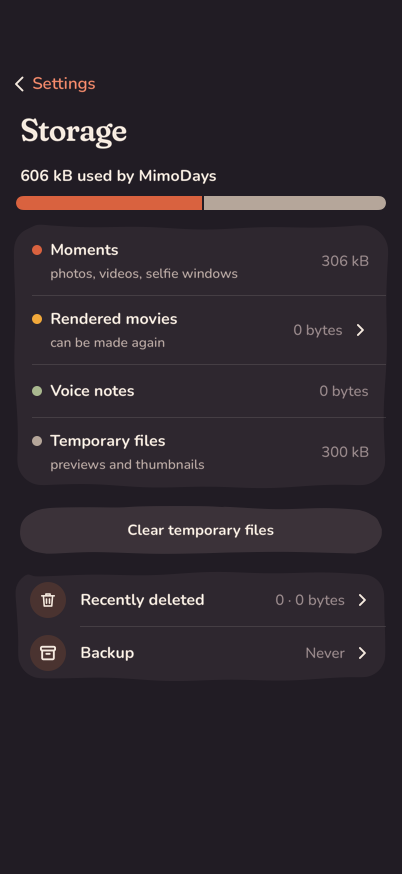 Settings
Storage
606 kB used by MimoDays
Moments
photos, videos, selfie windows
306 kB
Rendered movies
can be made again
0 bytes
Voice notes
0 bytes
Temporary files
previews and thumbnails
300 kB
Clear temporary files
Recently deleted
0 · 0 bytes
Backup
Never